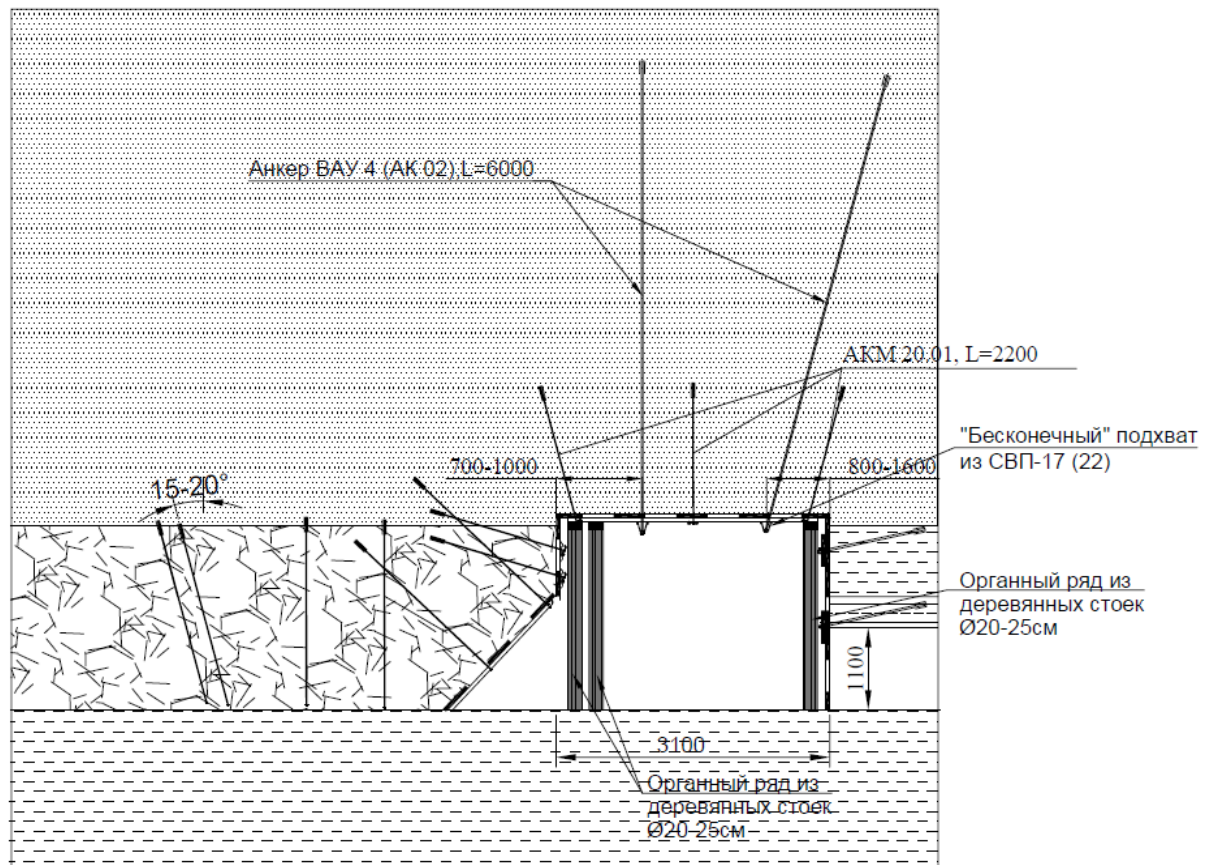 Анкер ВАУ 4 (АК 02),L=6000
АКМ 20.01, L=2200
"Бесконечный" подхват
из СВП-17 (22)
700-1000
800-1600
15-20°
Органный ряд из
деревянных стоек
Ø20-25см
1100
3100
Органный ряд из
деревянных стоек
Ø20-25см